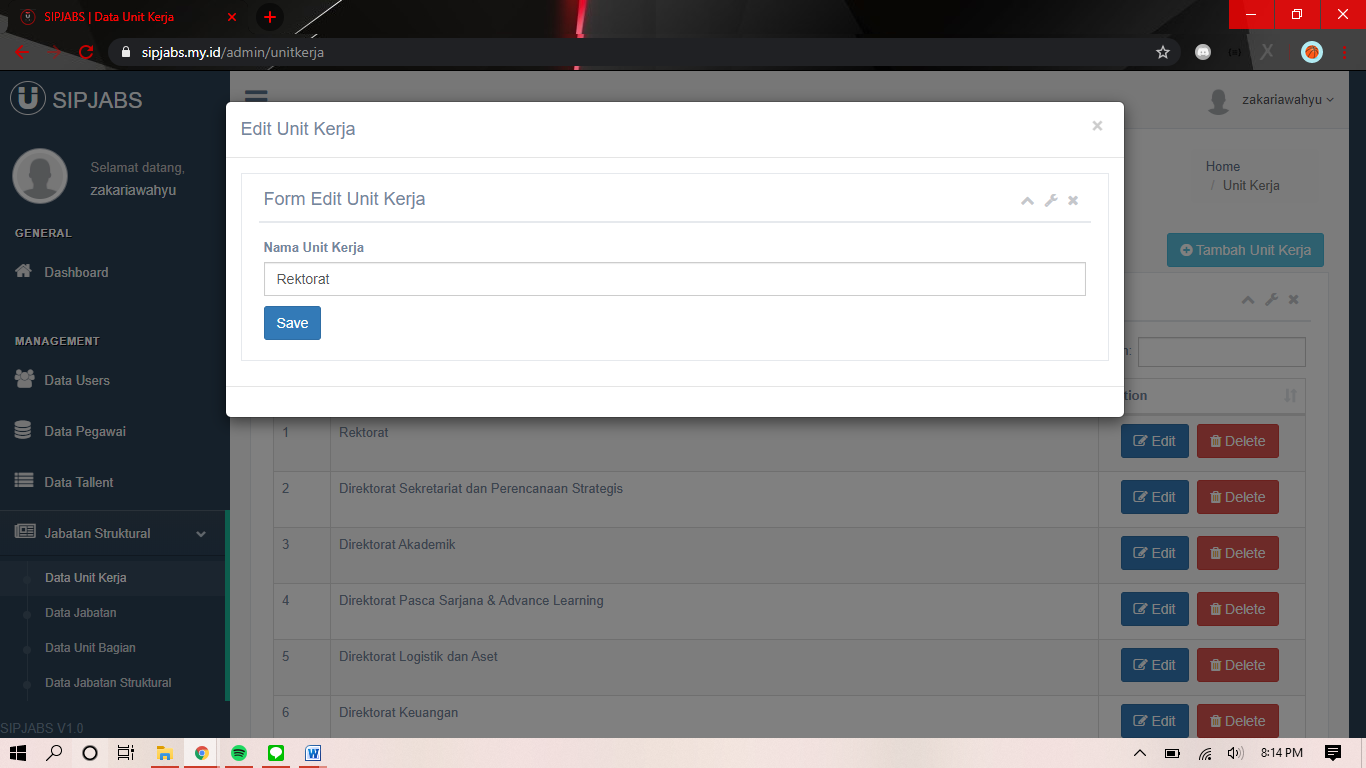 SIPJABS | Data Unit Kerja
sipjabs.my.id/admin/unitkerja
SIPJABS
zakariawahyu
Edit Unit Kerja
Selamat datang,
zakariawahyu
Home
/ Unit Kerja
Form Edit Unit Kerja
GENERAL
Nama Unit Kerja
Tambah Unit Kerja
Dashboard
Rektorat
Save
MANAGEMENT
Data Users
1 Rektorat Edit Delete
Data Pegawai
2 Direktorat Sekretariat dan Perencanaan Strategis Edit Delete
Data Tallent
Jabatan Struktural
3 Direktorat Akademik Edit Delete
Data Unit Kerja
4 Direktorat Pasca Sarjana & Advance Learning Edit Delete
Data Jabatan
Data Unit Bagian
5 Direktorat Logistik dan Aset Edit Delete
Data Jabatan Struktural
6 Direktorat Keuangan Edit Delete
SIPJABS V1.0
8:14 PM